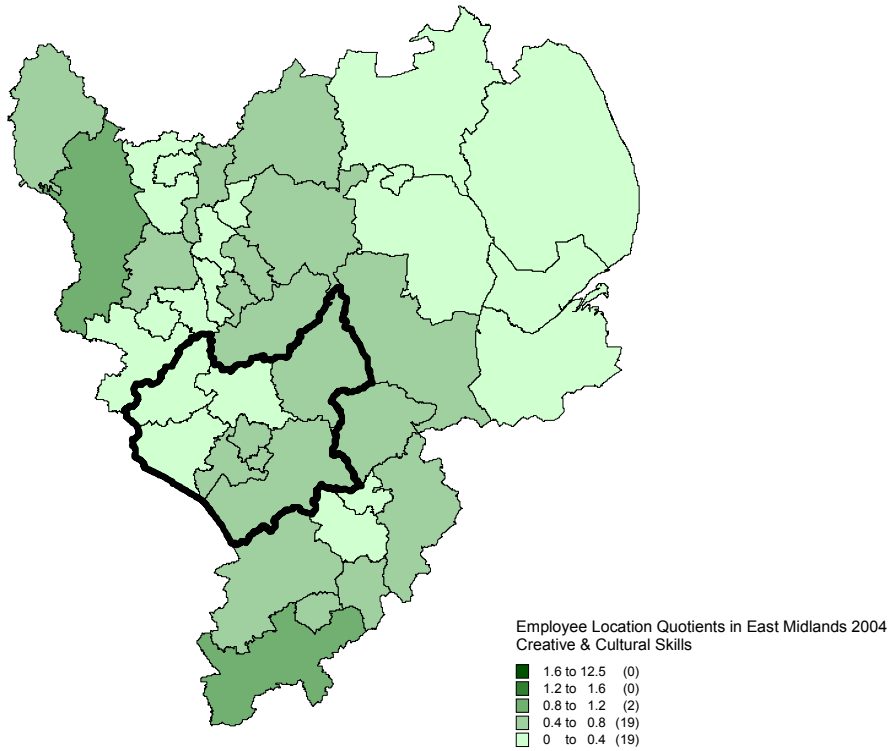 Employee Location Quotients in East Midlands 2004
Creative & Cultural Skills
1.6 to 12.5 (0)
1.2 to 1.6 (0)
0.8 to 1.2 (2)
0.4 to 0.8 (19)
0 to 0.4 (19)